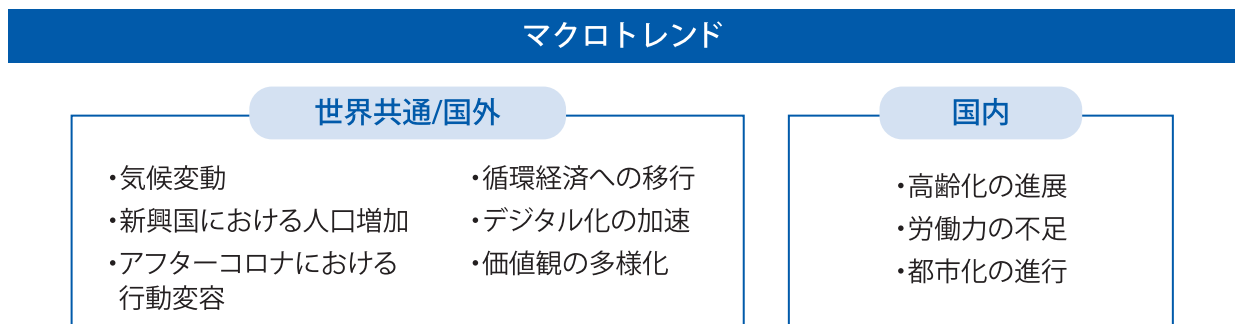 マクロトレンド
世界共通/国外
・気候変動
・新興国における人口増加
・アフターコロナにおける
行動変容
・循環経済への移行
・デジタル化の加速
・価値観の多様化
国内
・高齢化の進展
・労働力の不足
・都市化の進行